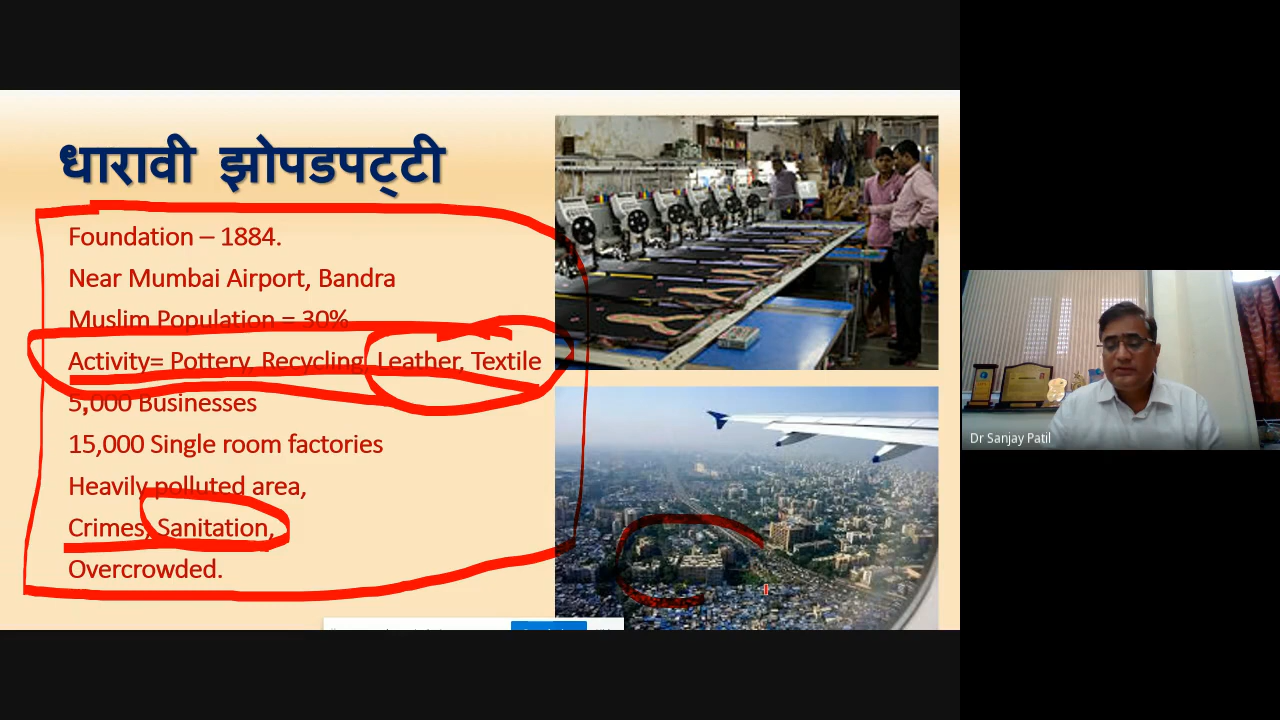 धारावी झोपडपट्टी
Foundation – 1884.
Near Mumbai Airport, Bandra
Muslim Population = 30%
Activity= Pottery, Recycling, Leather, Textile
5,000 Businesses
15,000 Single room factories
Heavily polluted area,
Crimes, Sanitation,
Overcrowded.
Dr Sanjay Patil